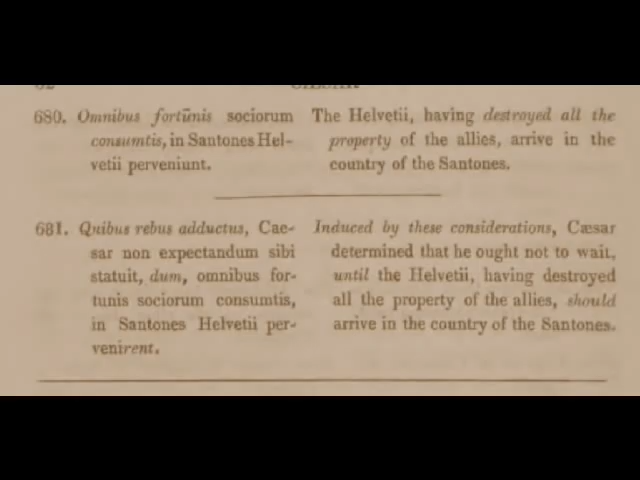 680. Omnibus fortūnis sociorum
consumtis, in Santones Hel-
vetii perveniunt.
The Helvetii, having destroyed all the
property of the allies, arrive in the
country of the Santones.
681. Quibus rebus adductus, Cae-
sar non expectandum sibi
statuit, dum, omnibus for-
tunis sociorum consumtis,
in Santones Helvetii per-
venirent.
Induced by these considerations, Cæsar
determined that he ought not to wait,
until the Helvetii, having destroyed
all the property of the allies, should
arrive in the country of the Santones.